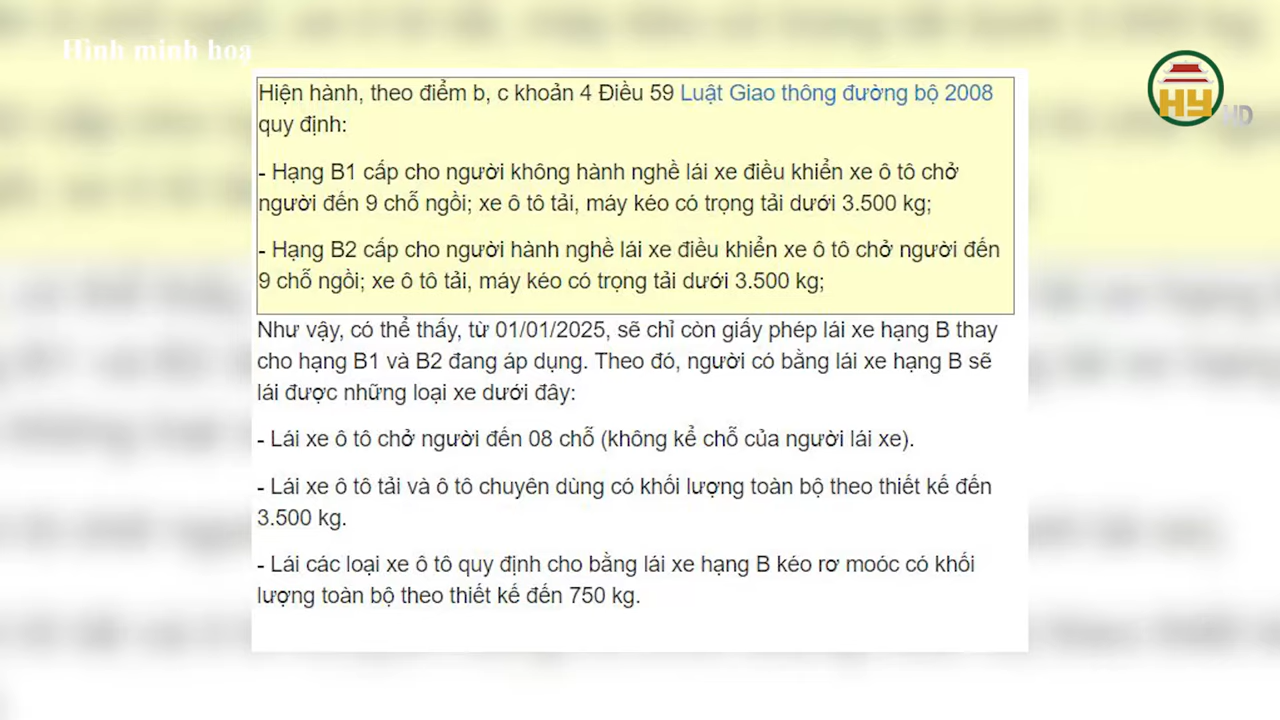 Hình minh hoạ
HY HD
Hiện hành, theo điểm b, c khoản 4 Điều 59 Luật Giao thông đường bộ 2008
quy định:
- Hạng B1 cấp cho người không hành nghề lái xe điều khiển xe ô tô chở
người đến 9 chỗ ngồi; xe ô tô tải, máy kéo có trọng tải dưới 3.500 kg;
- Hạng B2 cấp cho người hành nghề lái xe điều khiển xe ô tô chở người đến
9 chỗ ngồi; xe ô tô tải, máy kéo có trọng tải dưới 3.500 kg;
Như vậy, có thể thấy, từ 01/01/2025, sẽ chỉ còn giấy phép lái xe hạng B thay
cho hạng B1 và B2 đang áp dụng. Theo đó, người có bằng lái xe hạng B sẽ
lái được những loại xe dưới đây:
- Lái xe ô tô chở người đến 08 chỗ (không kể chỗ của người lái xe).
- Lái xe ô tô tải và ô tô chuyên dùng có khối lượng toàn bộ theo thiết kế đến
3.500 kg.
- Lái các loại xe ô tô quy định cho bằng lái xe hạng B kéo rơ moóc có khối
lượng toàn bộ theo thiết kế đến 750 kg.